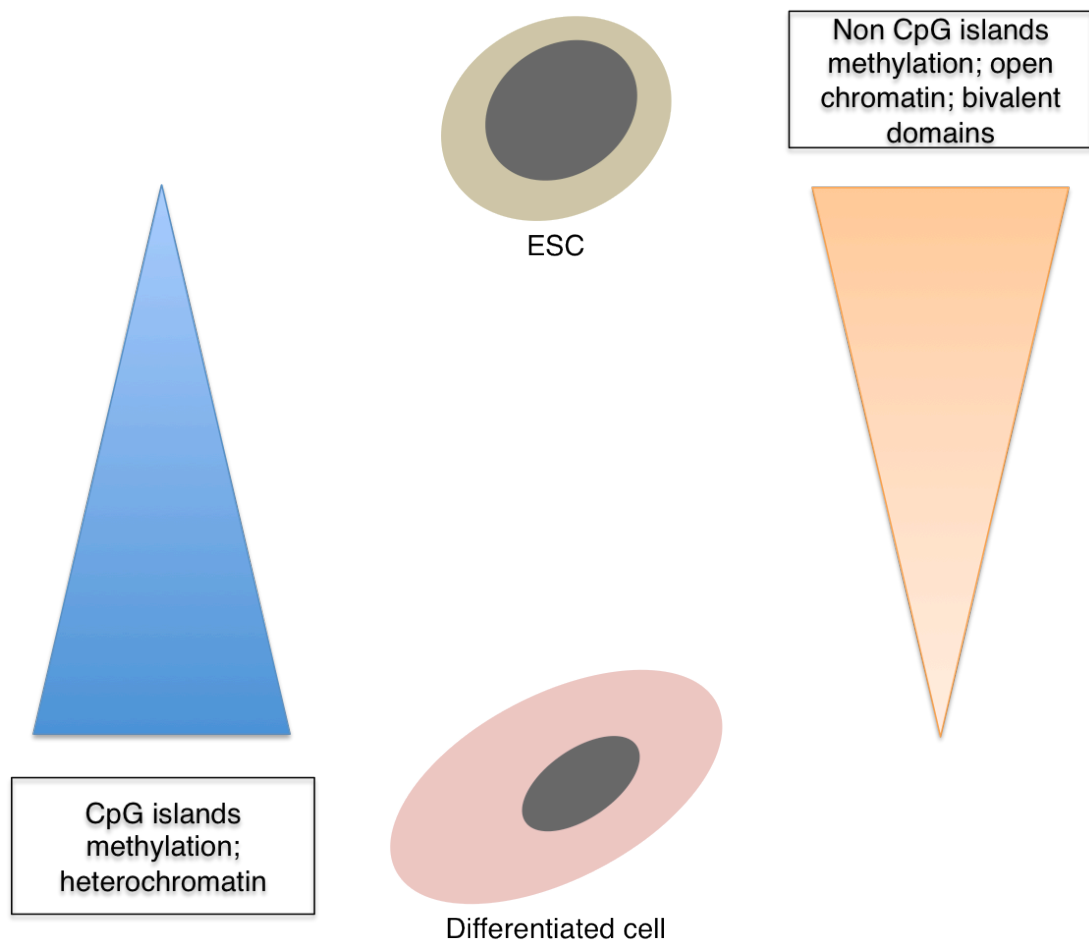 Non CpG islands
methylation; open
chromatin; bivalent
domains
ESC
CpG islands
methylation;
heterochromatin
Differentiated cell